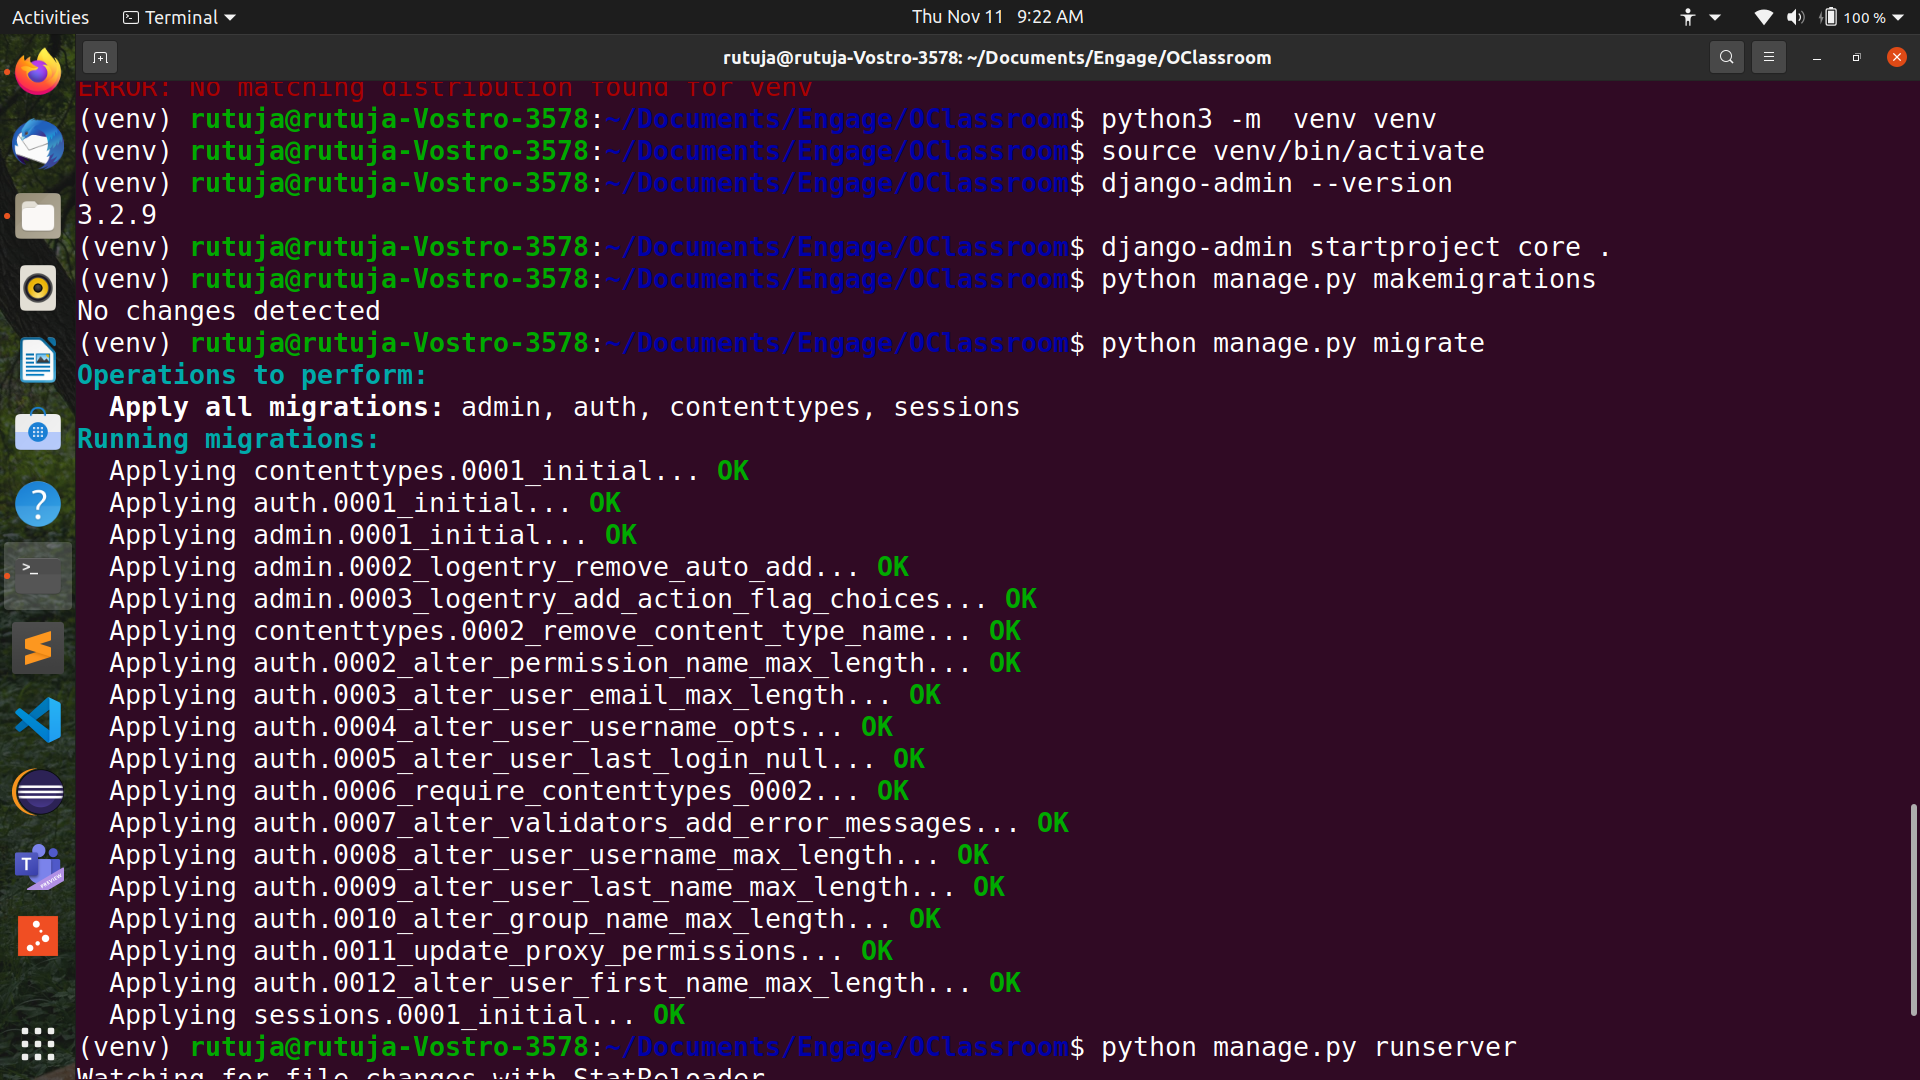 Activities Terminal Thu Nov 11 9:22 AM 100 %
rutuja@rutuja-Vostro-3578: ~/Documents/Engage/OClassroom
ERROR: No matching distribution found for venv
(venv) rutuja@rutuja-Vostro-3578:~/Documents/Engage/OClassroom$ python3 -m  venv venv
(venv) rutuja@rutuja-Vostro-3578:~/Documents/Engage/OClassroom$ source venv/bin/activate
(venv) rutuja@rutuja-Vostro-3578:~/Documents/Engage/OClassroom$ django-admin --version
3.2.9
(venv) rutuja@rutuja-Vostro-3578:~/Documents/Engage/OClassroom$ django-admin startproject core .
(venv) rutuja@rutuja-Vostro-3578:~/Documents/Engage/OClassroom$ python manage.py makemigrations
No changes detected
(venv) rutuja@rutuja-Vostro-3578:~/Documents/Engage/OClassroom$ python manage.py migrate
Operations to perform:
  Apply all migrations: admin, auth, contenttypes, sessions
Running migrations:
  Applying contenttypes.0001_initial... OK
  Applying auth.0001_initial... OK
  Applying admin.0001_initial... OK
  Applying admin.0002_logentry_remove_auto_add... OK
  Applying admin.0003_logentry_add_action_flag_choices... OK
  Applying contenttypes.0002_remove_content_type_name... OK
  Applying auth.0002_alter_permission_name_max_length... OK
  Applying auth.0003_alter_user_email_max_length... OK
  Applying auth.0004_alter_user_username_opts... OK
  Applying auth.0005_alter_user_last_login_null... OK
  Applying auth.0006_require_contenttypes_0002... OK
  Applying auth.0007_alter_validators_add_error_messages... OK
  Applying auth.0008_alter_user_username_max_length... OK
  Applying auth.0009_alter_user_last_name_max_length... OK
  Applying auth.0010_alter_group_name_max_length... OK
  Applying auth.0011_update_proxy_permissions... OK
  Applying auth.0012_alter_user_first_name_max_length... OK
  Applying sessions.0001_initial... OK
(venv) rutuja@rutuja-Vostro-3578:~/Documents/Engage/OClassroom$ python manage.py runserver
Watching for file changes with StatReloader